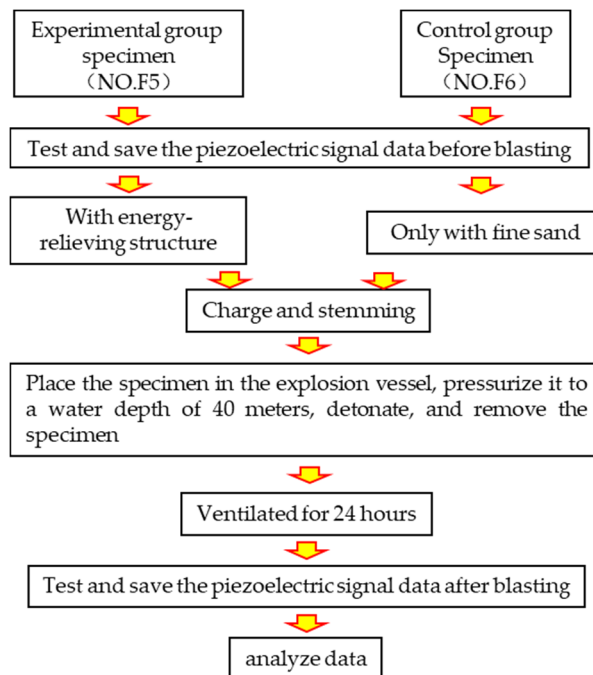 Experimental group
specimen
（NO.F5）
Control group
Specimen
（NO.F6）
Test and save the piezoelectric signal data before blasting
With energy-
relieving structure
Only with fine sand
Charge and stemming
Place the specimen in the explosion vessel, pressurize it to
a water depth of 40 meters, detonate, and remove the
specimen
Ventilated for 24 hours
Test and save the piezoelectric signal data after blasting
analyze data